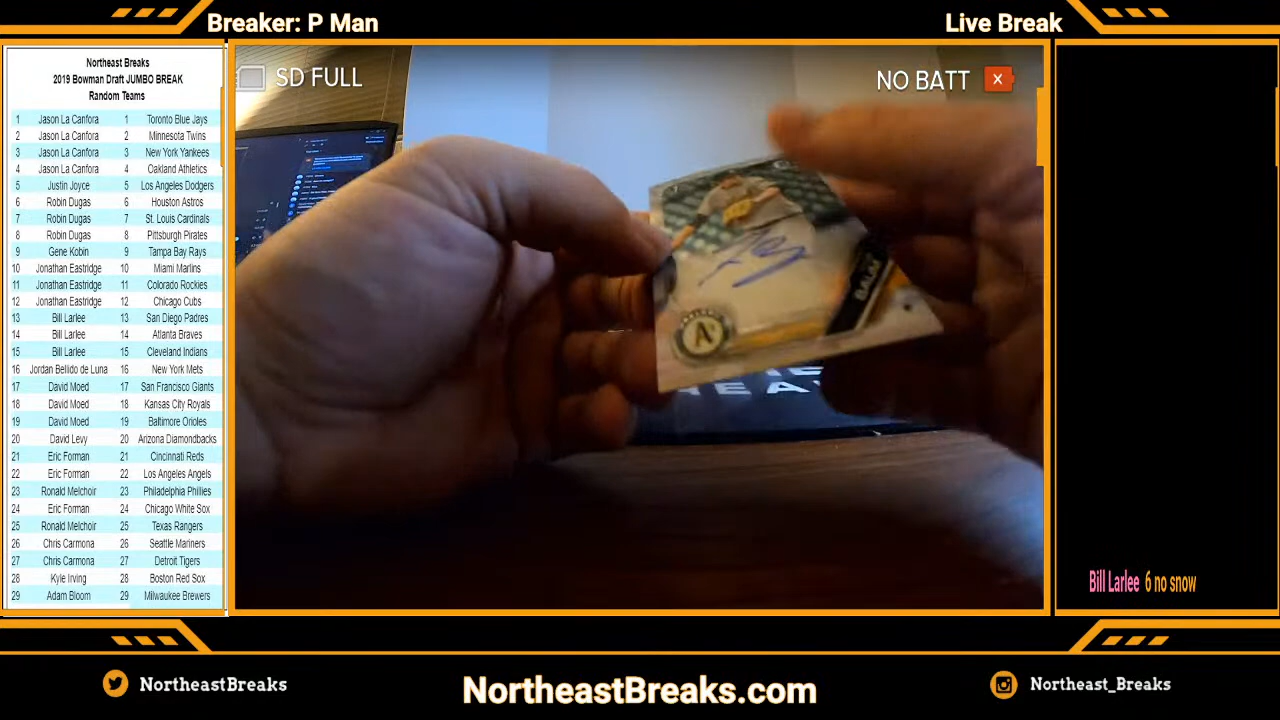 Breaker: P Man
Live Break
Northeast Breaks
2019 Bowman Draft JUMBO BREAK
Random Teams
1 Jason La Canfora 1 Toronto Blue Jays
2 Jason La Canfora 2 Minnesota Twins
3 Jason La Canfora 3 New York Yankees
4 Jason La Canfora 4 Oakland Athletics
5 Justin Joyce 5 Los Angeles Dodgers
6 Robin Dugas 6 Houston Astros
7 Robin Dugas 7 St. Louis Cardinals
8 Robin Dugas 8 Pittsburgh Pirates
9 Gene Kobin 9 Tampa Bay Rays
10 Jonathan Eastridge 10 Miami Marlins
11 Jonathan Eastridge 11 Colorado Rockies
12 Jonathan Eastridge 12 Chicago Cubs
13 Bill Larlee 13 San Diego Padres
14 Bill Larlee 14 Atlanta Braves
15 Bill Larlee 15 Cleveland Indians
16 Jordan Bellido de Luna 16 New York Mets
17 David Moed 17 San Francisco Giants
18 David Moed 18 Kansas City Royals
19 David Moed 19 Baltimore Orioles
20 David Levy 20 Arizona Diamondbacks
21 Eric Forman 21 Cincinnati Reds
22 Eric Forman 22 Los Angeles Angels
23 Ronald Melchoir 23 Philadelphia Phillies
24 Eric Forman 24 Chicago White Sox
25 Ronald Melchoir 25 Texas Rangers
26 Chris Carmona 26 Seattle Mariners
27 Chris Carmona 27 Detroit Tigers
28 Kyle Irving 28 Boston Red Sox
29 Adam Bloom 29 Milwaukee Brewers
SD FULL
NO BATT
A's
Bill Larlee 6 no snow
NortheastBreaks
NortheastBreaks.com
Northeast_Breaks